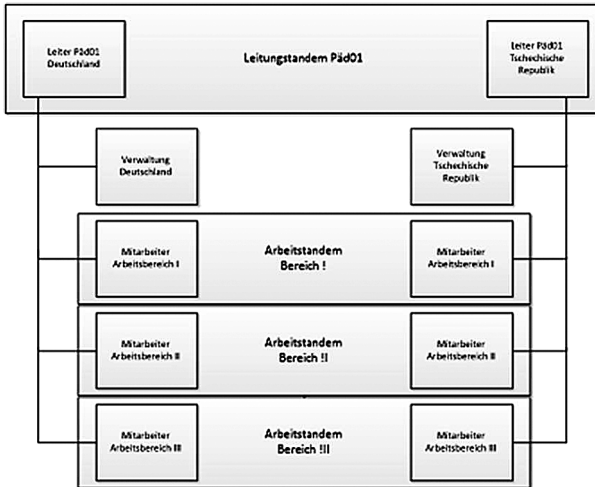 Leiter Päd01
Deutschland
Leitungstandem Päd01
Leiter Päd01
Tschechische
Republik
Verwaltung
Deutschland
Verwaltung
Tschechische
Republik
Mitarbeiter
Arbeitsbereich I
Arbeitstandem
Bereich !
Mitarbeiter
Arbeitsbereich I
Mitarbeiter
Arbeitsbereich II
Arbeitstandem
Bereich !I
Mitarbeiter
Arbeitsbereich II
Mitarbeiter
Arbeitsbereich III
Arbeitstandem
Bereich !II
Mitarbeiter
Arbeitsbereich III